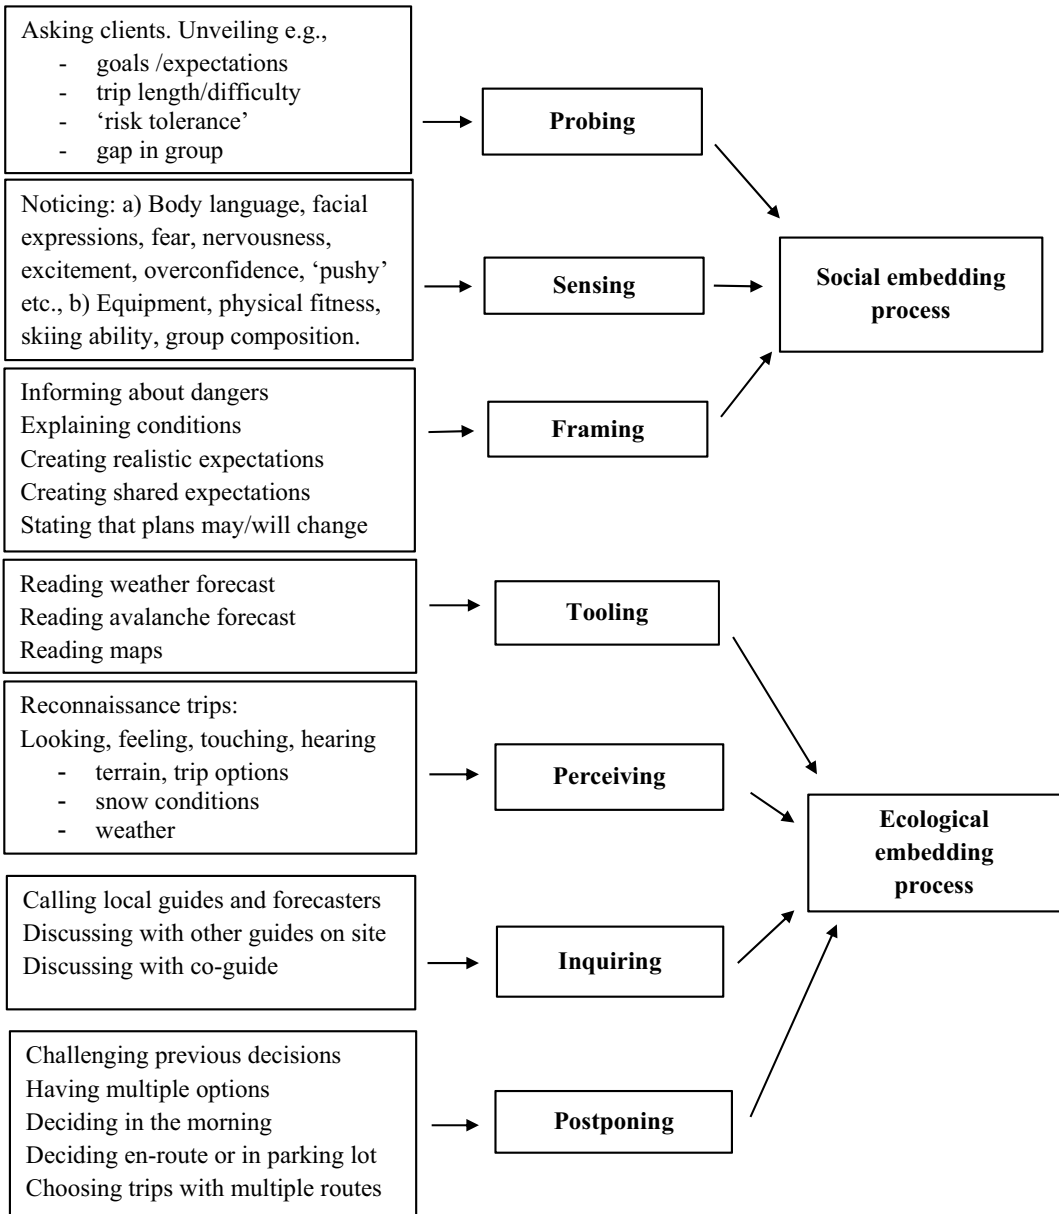 Asking clients. Unveiling e.g.,
- goals /expectations
- trip length/difficulty
- ‘risk tolerance’
- gap in group
Probing
Noticing: a) Body language, facial
expressions, fear, nervousness,
excitement, overconfidence, ‘pushy’
etc., b) Equipment, physical fitness,
skiing ability, group composition.
Sensing
Social embedding
process
Informing about dangers
Explaining conditions
Creating realistic expectations
Creating shared expectations
Stating that plans may/will change
Framing
Reading weather forecast
Reading avalanche forecast
Reading maps
Tooling
Reconnaissance trips:
Looking, feeling, touching, hearing
- terrain, trip options
- snow conditions
- weather
Perceiving
Ecological
embedding
process
Calling local guides and forecasters
Discussing with other guides on site
Discussing with co-guide
Inquiring
Challenging previous decisions
Having multiple options
Deciding in the morning
Deciding en-route or in parking lot
Choosing trips with multiple routes
Postponing